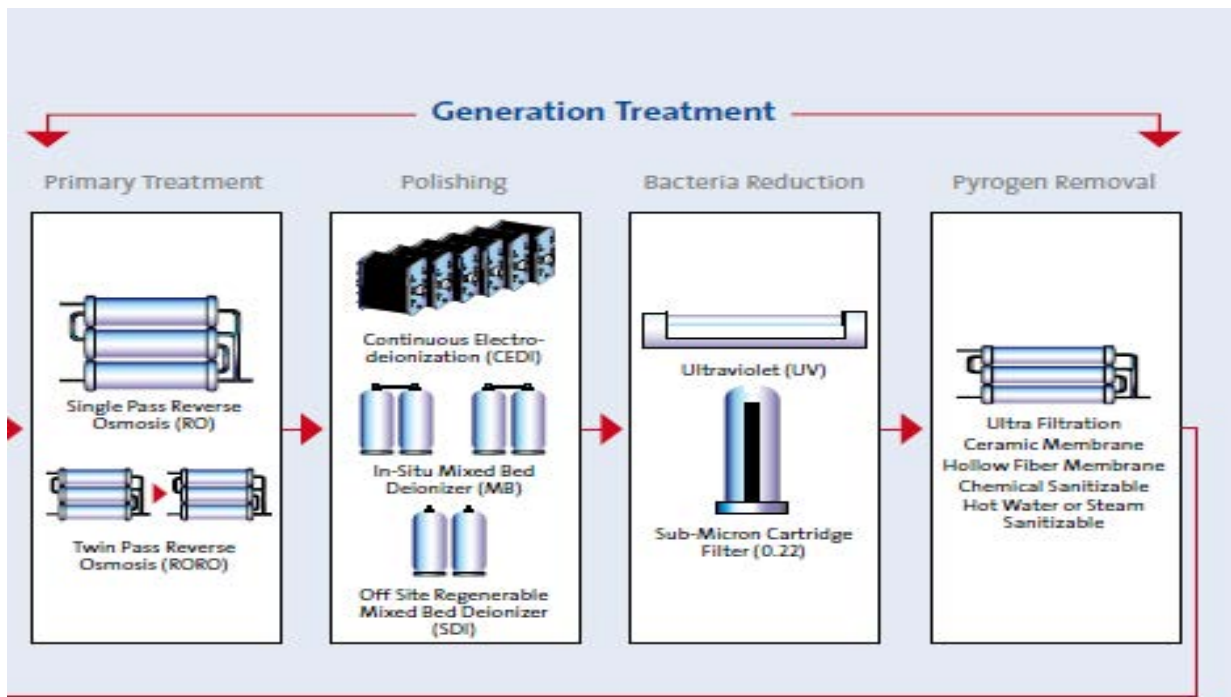 Generation Treatment
Primary Treatment
Polishing
Bacteria Reduction
Pyrogen Removal
Single Pass Reverse
Osmosis (RO)
Twin Pass Reverse
Osmosis (RORO)
Continuous Electro-
deionization (CEDI)
In-Situ Mixed Bed
Deionizer (MB)
Off Site Regenerable
Mixed Bed Deionizer
(SDI)
Ultraviolet (UV)
Sub-Micron Cartridge
Filter (0.22)
Ultra Filtration
Ceramic Membrane
Hollow Fiber Membrane
Chemical Sanitizable
Hot Water or Steam
Sanitizable